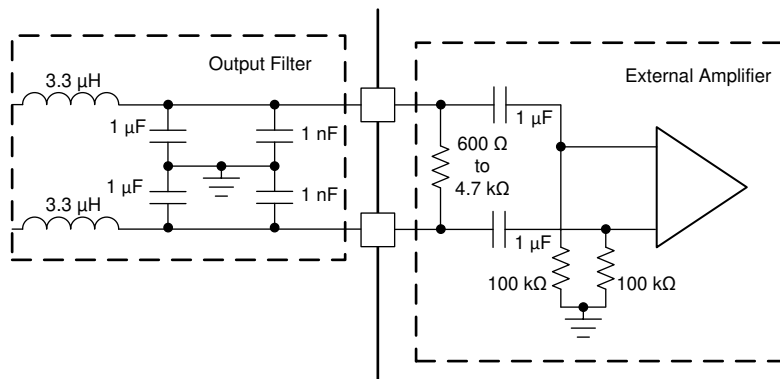 Output Filter
3.3 µH
1 µF
1 nF
1 µF
1 nF
3.3 µH
External Amplifier
1 µF
600 Ω
to
4.7 kΩ
1 µF
100 kΩ
100 kΩ